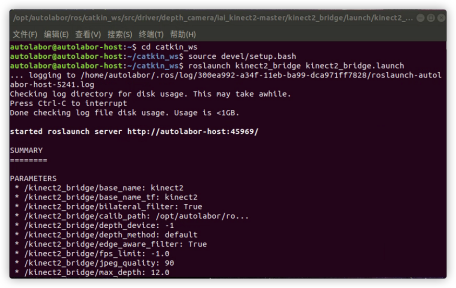 /opt/autolabor/ros/catkin_ws/src/driver/depth_camera/iai_kinect2-master/kinect2_bridge/launch/kinect2_...
文件(F) 编辑(E) 查看(V) 搜索(S) 终端(T) 帮助(H)
autolabor@autolabor-host:~$ cd catkin_ws
autolabor@autolabor-host:~/catkin_ws$ source devel/setup.bash
autolabor@autolabor-host:~/catkin_ws$ roslaunch kinect2_bridge kinect2_bridge.launch
... logging to /home/autolabor/.ros/log/300ea992-a34f-11eb-ba99-dca971ff7828/roslaunch-autol
abor-host-5241.log
Checking log directory for disk usage. This may take awhile.
Press Ctrl-C to interrupt
Done checking log file disk usage. Usage is <1GB.
started roslaunch server http://autolabor-host:45969/
SUMMARY
========
PARAMETERS
* /kinect2_bridge/base_name: kinect2
* /kinect2_bridge/base_name_tf: kinect2
* /kinect2_bridge/bilateral_filter: True
* /kinect2_bridge/calib_path: /opt/autolabor/ro...
* /kinect2_bridge/depth_device: -1
* /kinect2_bridge/depth_method: default
* /kinect2_bridge/edge_aware_filter: True
* /kinect2_bridge/fps_limit: -1.0
* /kinect2_bridge/jpeg_quality: 90
* /kinect2_bridge/max_depth: 12.0